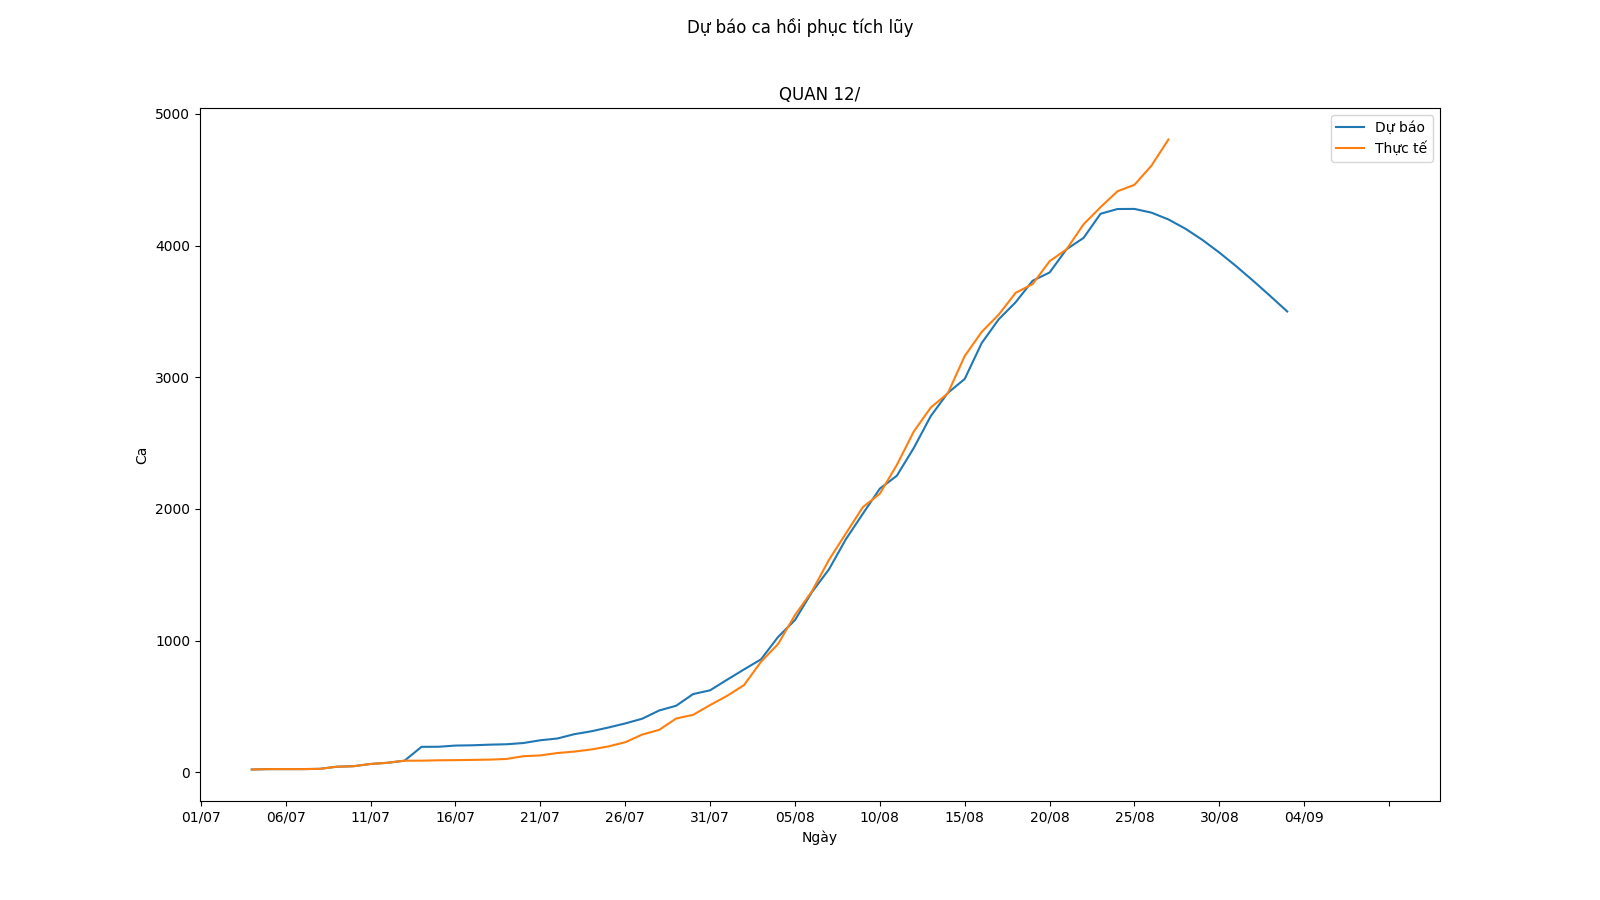 Dự báo ca hồi phục tích lũy
QUAN 12/
Dự báo
Thực tế
5000
4000
3000
2000
1000
0
Ca
01/07 06/07 11/07 16/07 21/07 26/07 31/07 05/08 10/08 15/08 20/08 25/08 30/08 04/09
Ngày